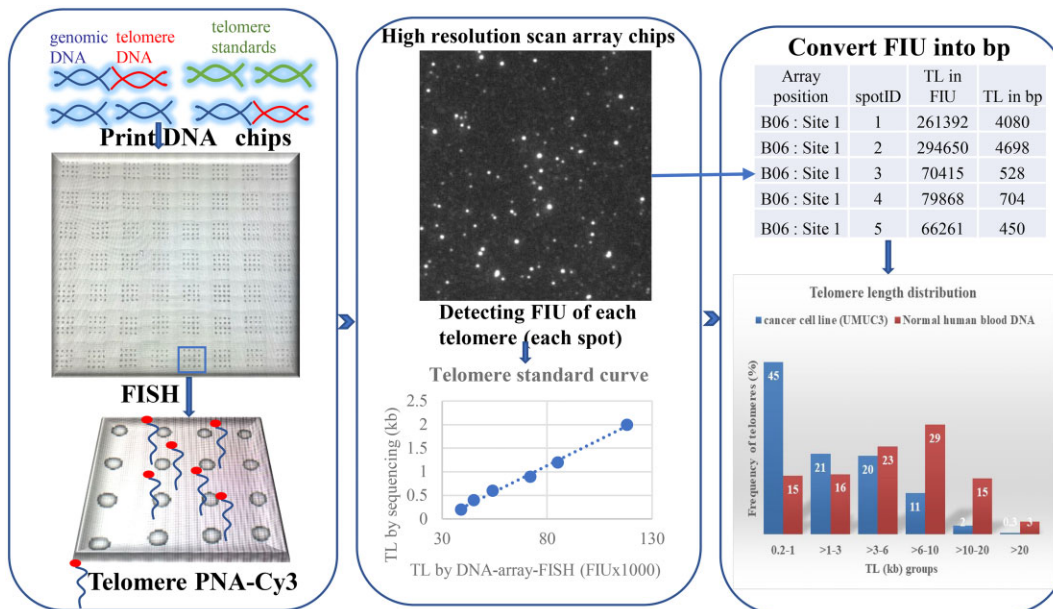 genomic
DNA
telomere
DNA
telomere
standards
Print DNA chips
FISH
Telomere PNA-Cy3
High resolution scan array chips
Detecting FIU of each
telomere (each spot)
Telomere standard curve
TL by sequencing (kb)
2.5
2
1.5
1
0.5
0
30
80
130
TL by DNA-array-FISH (FIUx1000)
Convert FIU into bp
Array position spotID TL in FIU TL in bp
B06 : Site 1 1 261392 4080
B06 : Site 1 2 294650 4698
B06 : Site 1 3 70415 528
B06 : Site 1 4 79868 704
B06 : Site 1 5 66261 450
Telomere length distribution
cancer cell line (UMUC3) Normal human blood DNA
Frequency of telomeres (%)
45
15
21
16
20
23
11
29
2
15
0.3
3
0.2-1 >1-3 >3-6 >6-10 >10-20 >20
TL (kb) groups